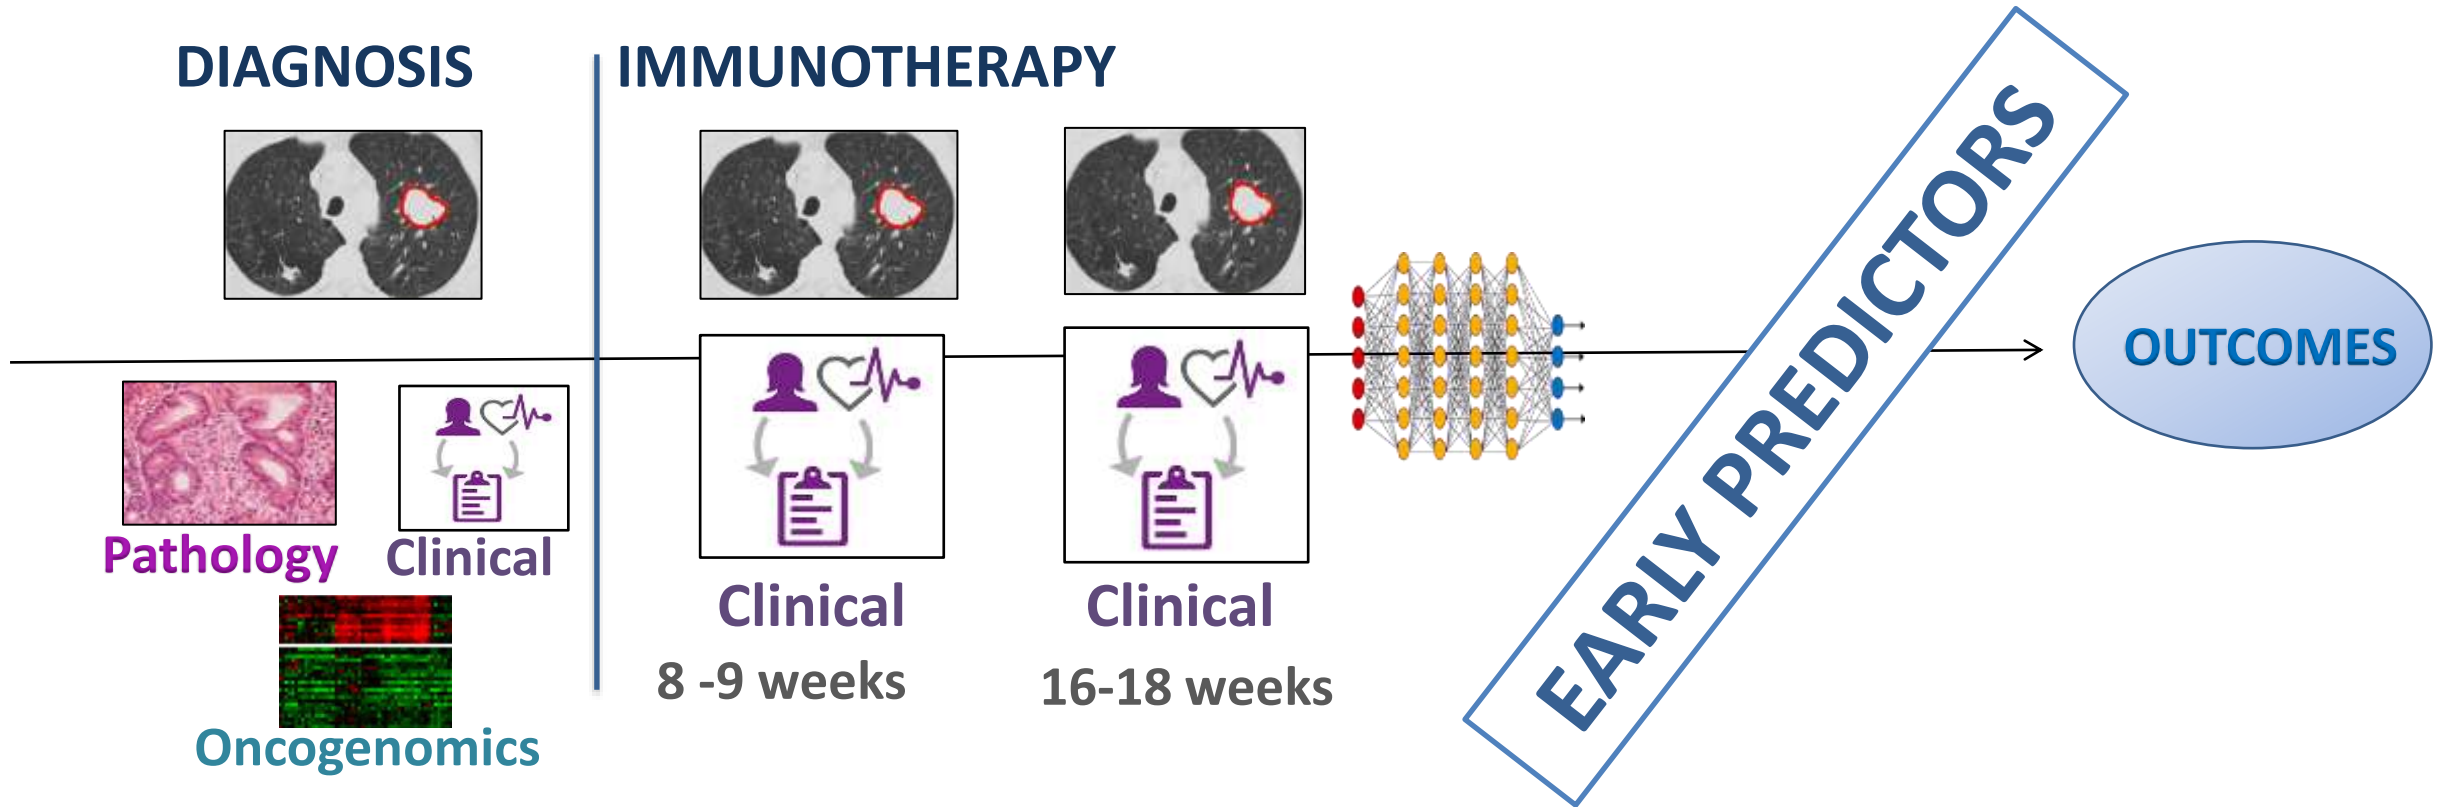 DIAGNOSIS
IMMUNOTHERAPY
Pathology
Clinical
Oncogenomics
Clinical
8 -9 weeks
Clinical
16-18 weeks
EARLY PREDICTORS
OUTCOMES